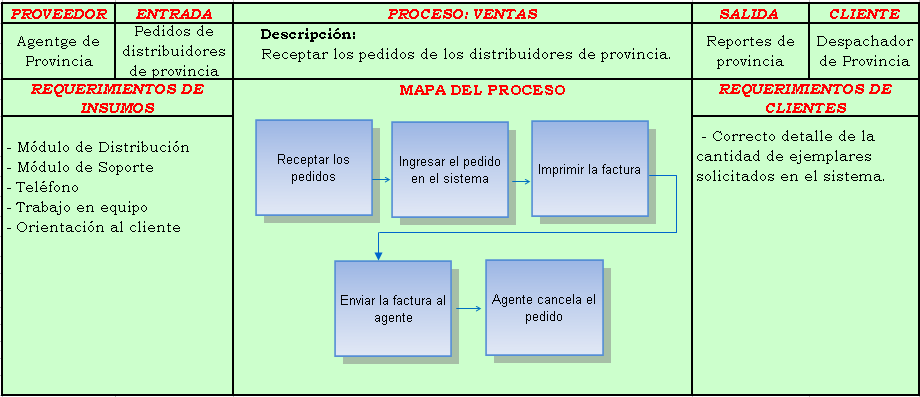 PROVEEDOR
ENTRADA
PROCESO: VENTAS
SALIDA
CLIENTE
Agentge de
Provincia
Pedidos de
distribuidores
de provincia
Descripción:
Receptar los pedidos de los distribuidores de provincia.
Reportes de
provincia
Despachador
de Provincia
REQUERIMIENTOS DE
INSUMOS
MAPA DEL PROCESO
REQUERIMIENTOS DE
CLIENTES
- Módulo de Distribución
- Módulo de Soporte
- Teléfono
- Trabajo en equipo
- Orientación al cliente
Receptar los
pedidos
Ingresar el pedido
en el sistema
Imprimir la factura
Enviar la factura al
agente
Agente cancela el
pedido
- Correcto detalle de la
cantidad de ejemplares
solicitados en el sistema.